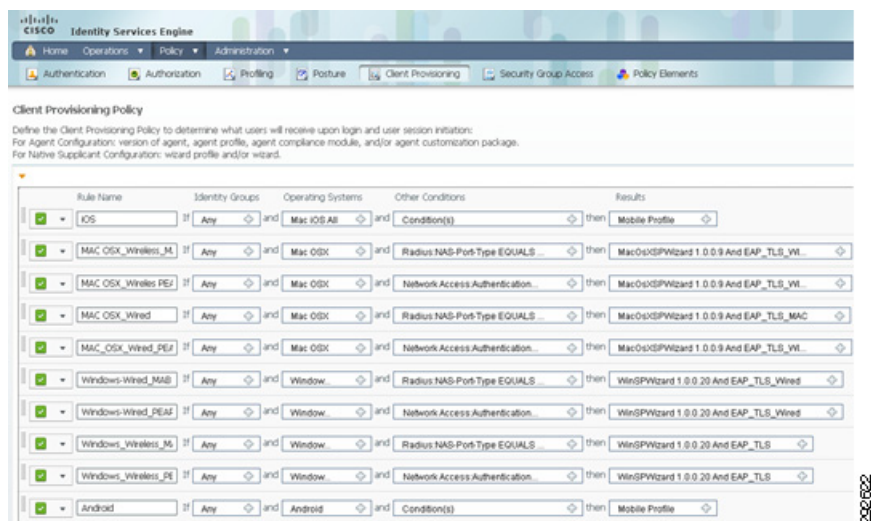 CISCO Identity Services Engine
Home Operations Policy Administration
Authentication Authorization Profiling Posture Client Provisioning Security Group Access Policy Elements
Client Provisioning Policy
Define the Client Provisioning Policy to determine what users will receive upon login and user session initiation:
For Agent Configuration: version of agent, agent profile, agent compliance module, and/or agent customization package.
For Native Supplicant Configuration: wizard profile and/or wizard.
Rule Name Identity Groups Operating Systems Other Conditions Results
iOS If Any and Mac iOS All and Condition(s) then Mobile Profile
MAC OSX_Wireless_M. If Any and Mac OSX and Radius:NAS-Port-Type EQUALS ... then MacOsXSPWizard 1.0.0.9 And EAP_TLS_WI...
MAC OSX_Wireles PEA If Any and Mac OSX and Network Access:Authentication... then MacOsXSPWizard 1.0.0.9 And EAP_TLS_WI...
MAC OSX_Wired If Any and Mac OSX and Radius:NAS-Port-Type EQUALS ... then MacOsXSPWizard 1.0.0.9 And EAP_TLS_MAC
MAC_OSX_Wired_PEA If Any and Mac OSX and Network Access:Authentication... then MacOsXSPWizard 1.0.0.9 And EAP_TLS_WI...
Windows-Wired_MAB If Any and Window... and Radius:NAS-Port-Type EQUALS ... then WinSPWizard 1.0.0.20 And EAP_TLS_Wired
Windows-Wired_PEAF If Any and Window... and Network Access:Authentication... then WinSPWizard 1.0.0.20 And EAP_TLS_Wired
Windows_Wireless_M. If Any and Window... and Radius:NAS-Port-Type EQUALS ... then WinSPWizard 1.0.0.20 And EAP_TLS
Windows_Wireless_PE If Any and Window... and Network Access:Authentication... then WinSPWizard 1.0.0.20 And EAP_TLS
Android If Any and Android and Condition(s) then Mobile Profile
292622